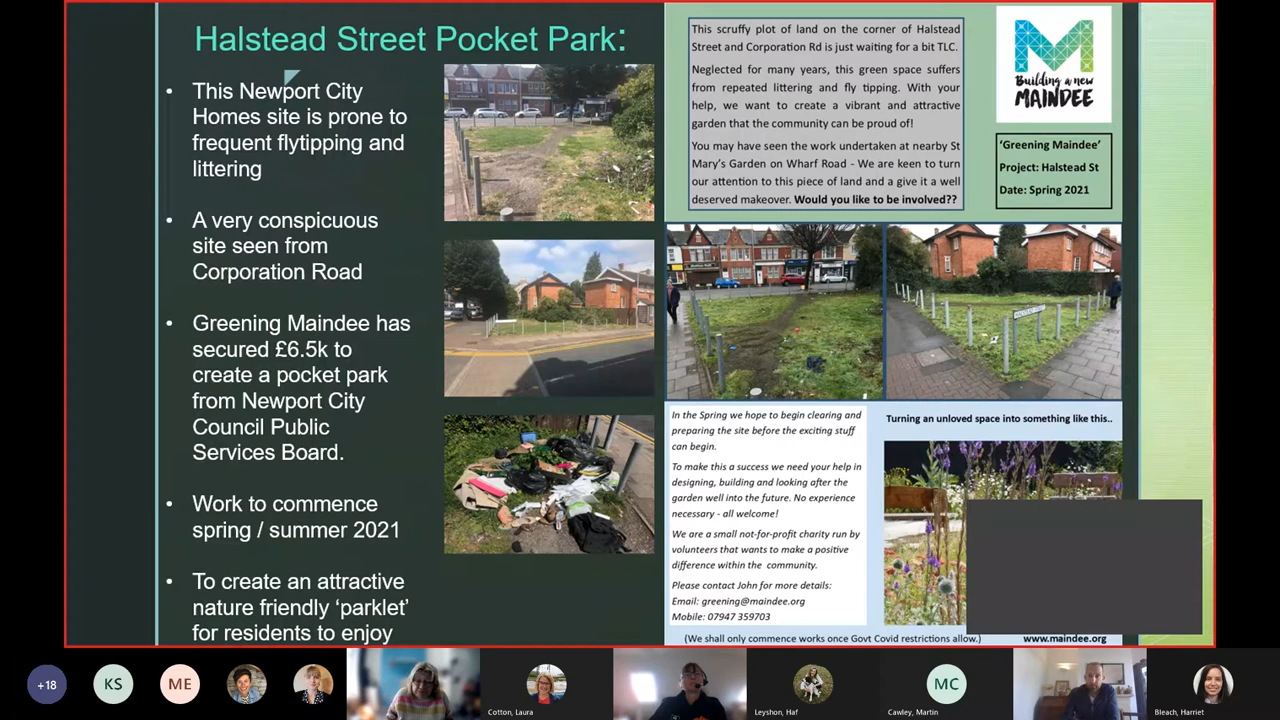 Halstead Street Pocket Park:
• This Newport City
Homes site is prone to
frequent flytipping and
littering
• A very conspicuous
site seen from
Corporation Road
• Greening Maindee has
secured £6.5k to
create a pocket park
from Newport City
Council Public
Services Board.
• Work to commence
spring / summer 2021
• To create an attractive
nature friendly ‘parklet’
for residents to enjoy
This scruffy plot of land on the corner of Halstead
Street and Corporation Rd is just waiting for a bit TLC.
Neglected for many years, this green space suffers
from repeated littering and fly tipping. With your
help, we want to create a vibrant and attractive
garden that the community can be proud of!
You may have seen the work undertaken at nearby St
Mary’s Garden on Wharf Road - We are keen to turn
our attention to this piece of land and a give it a well
deserved makeover. Would you like to be involved??
Building a new
MAINDEE
‘Greening Maindee’
Project: Halstead St
Date: Spring 2021
In the Spring we hope to begin clearing and
preparing the site before the exciting stuff
can begin.
To make this a success we need your help in
designing, building and looking after the
garden well into the future. No experience
necessary - all welcome!
We are a small not-for-profit charity run by
volunteers that wants to make a positive
difference within the community.
Please contact John for more details:
Email: greening@maindee.org
Mobile: 07947 359703
Turning an unloved space into something like this..
(We shall only commence works once Govt Covid restrictions allow.)
www.maindee.org
+18
KS
ME
Cotton, Laura
Leyshon, Haf
MC
Cawley, Martin
Bleach, Harriet